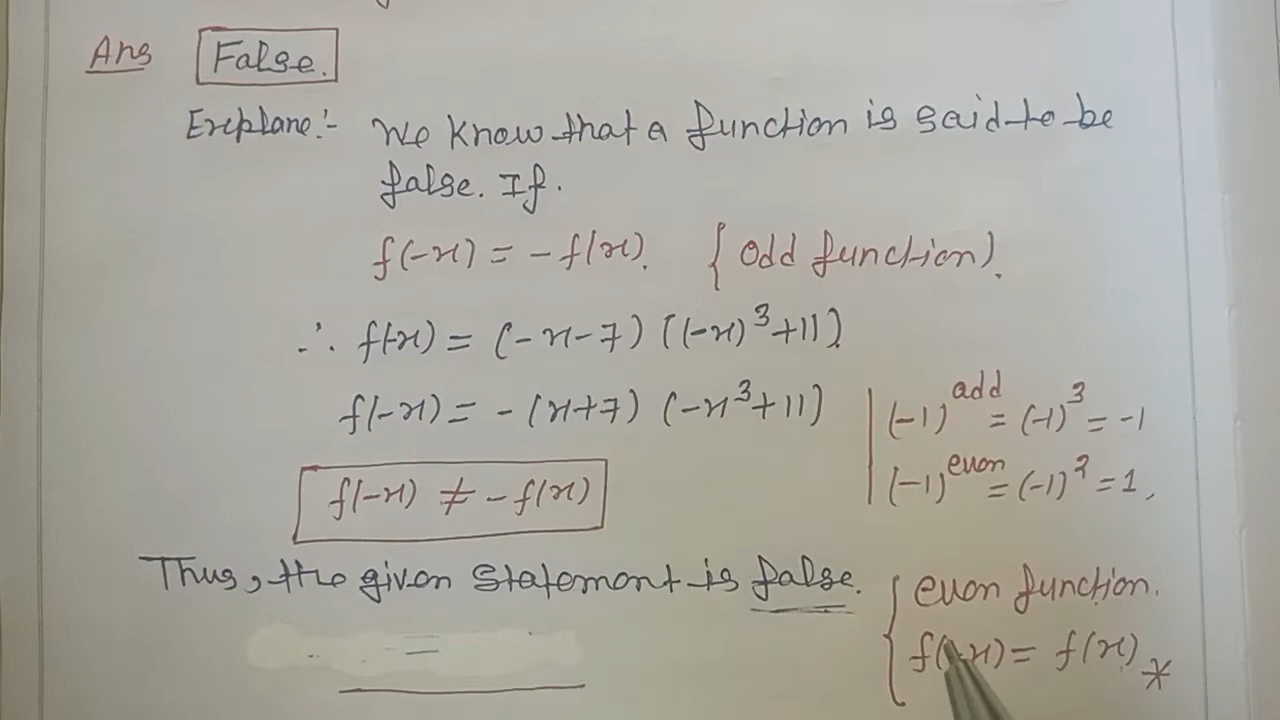 Ans False.
Explane:- We know that a function is said to be
false. If.
f(-x) = -f(x). { Odd function).
∴ f(-x) = (-x-7) ((-x)³+11)
f(-x) = -(x+7) (-x³+11)
(-1)^add = (-1)³ = -1
(-1)^even = (-1)² = 1,
f(-x) ≠ -f(x)
Thus, the given statement is false.
{ even function.
f(-x) = f(x) *